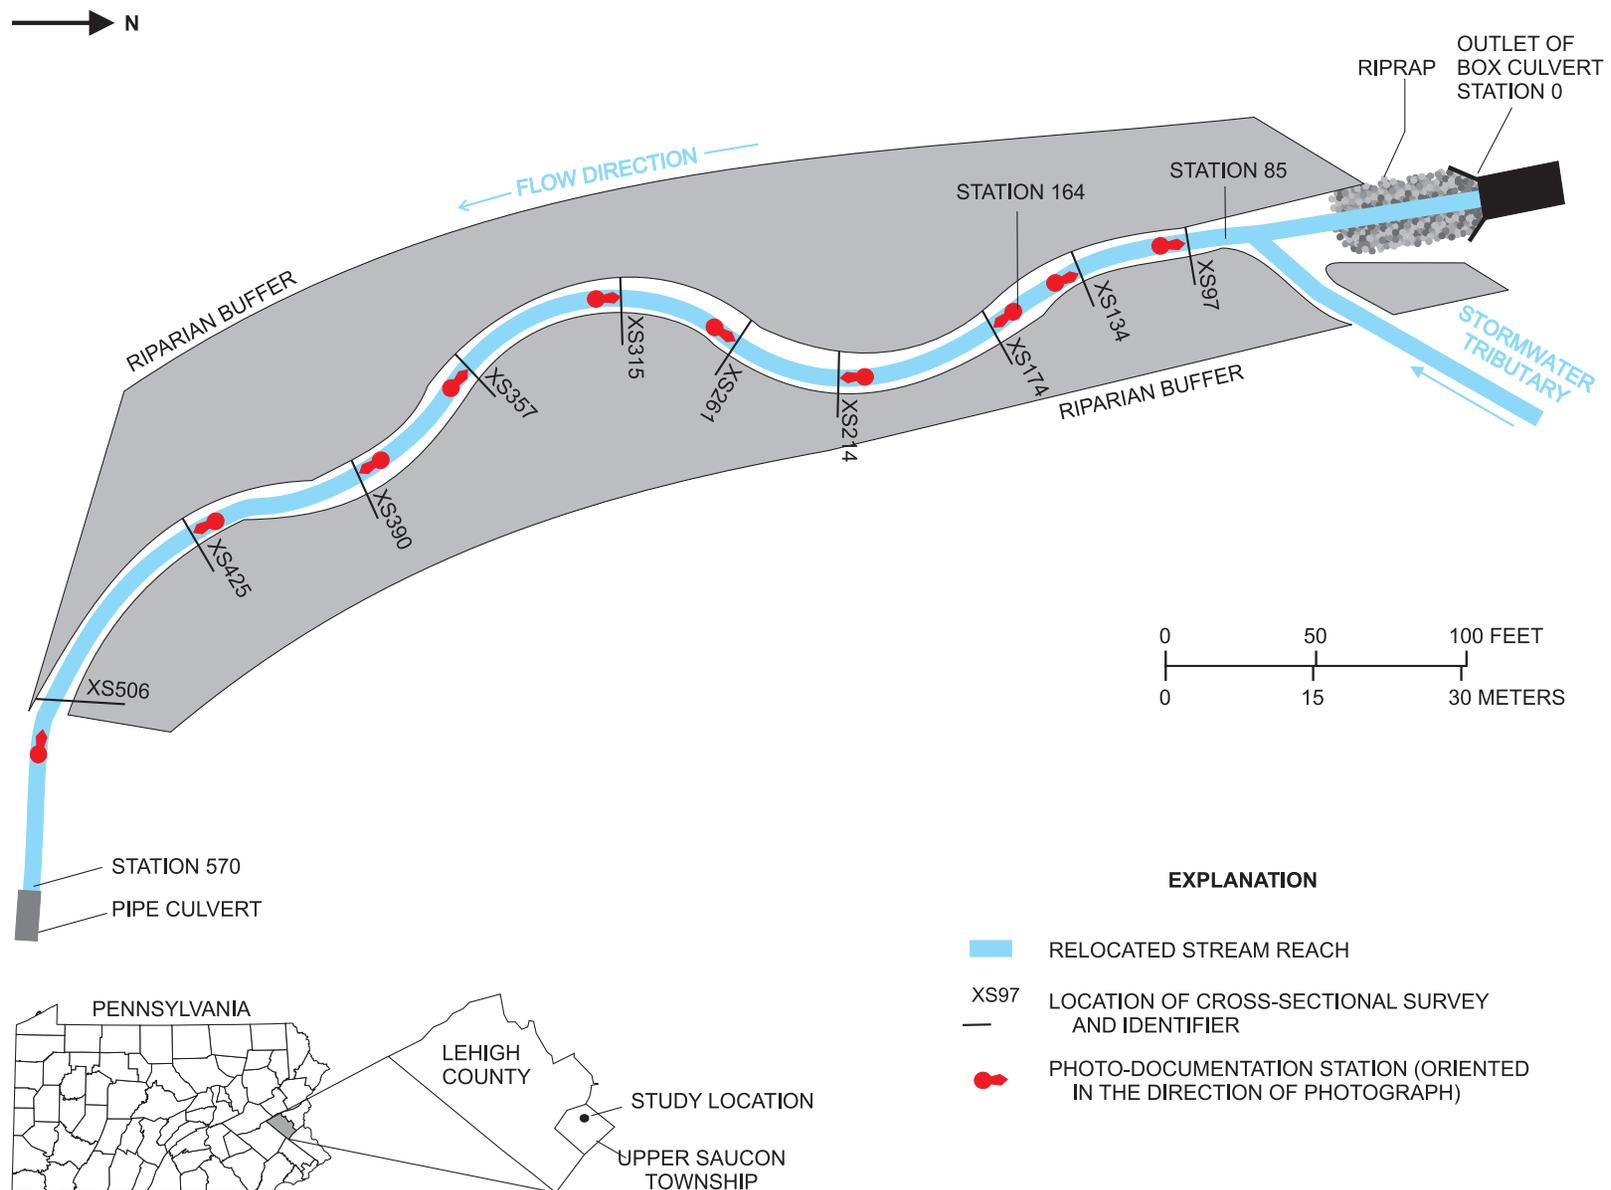 N
OUTLET OF
BOX CULVERT
STATION 0
RIPRAP
FLOW DIRECTION
STATION 85
STATION 164
RIPARIAN BUFFER
XS97
XS134
XS174
XS214
XS261
XS315
XS357
XS390
XS425
XS506
RIPARIAN BUFFER
STORMWATER
TRIBUTARY
0 50 100 FEET
0 15 30 METERS
STATION 570
PIPE CULVERT
EXPLANATION
RELOCATED STREAM REACH
XS97 LOCATION OF CROSS-SECTIONAL SURVEY
AND IDENTIFIER
PHOTO-DOCUMENTATION STATION (ORIENTED
IN THE DIRECTION OF PHOTOGRAPH)
PENNSYLVANIA
LEHIGH
COUNTY
STUDY LOCATION
UPPER SAUCON
TOWNSHIP